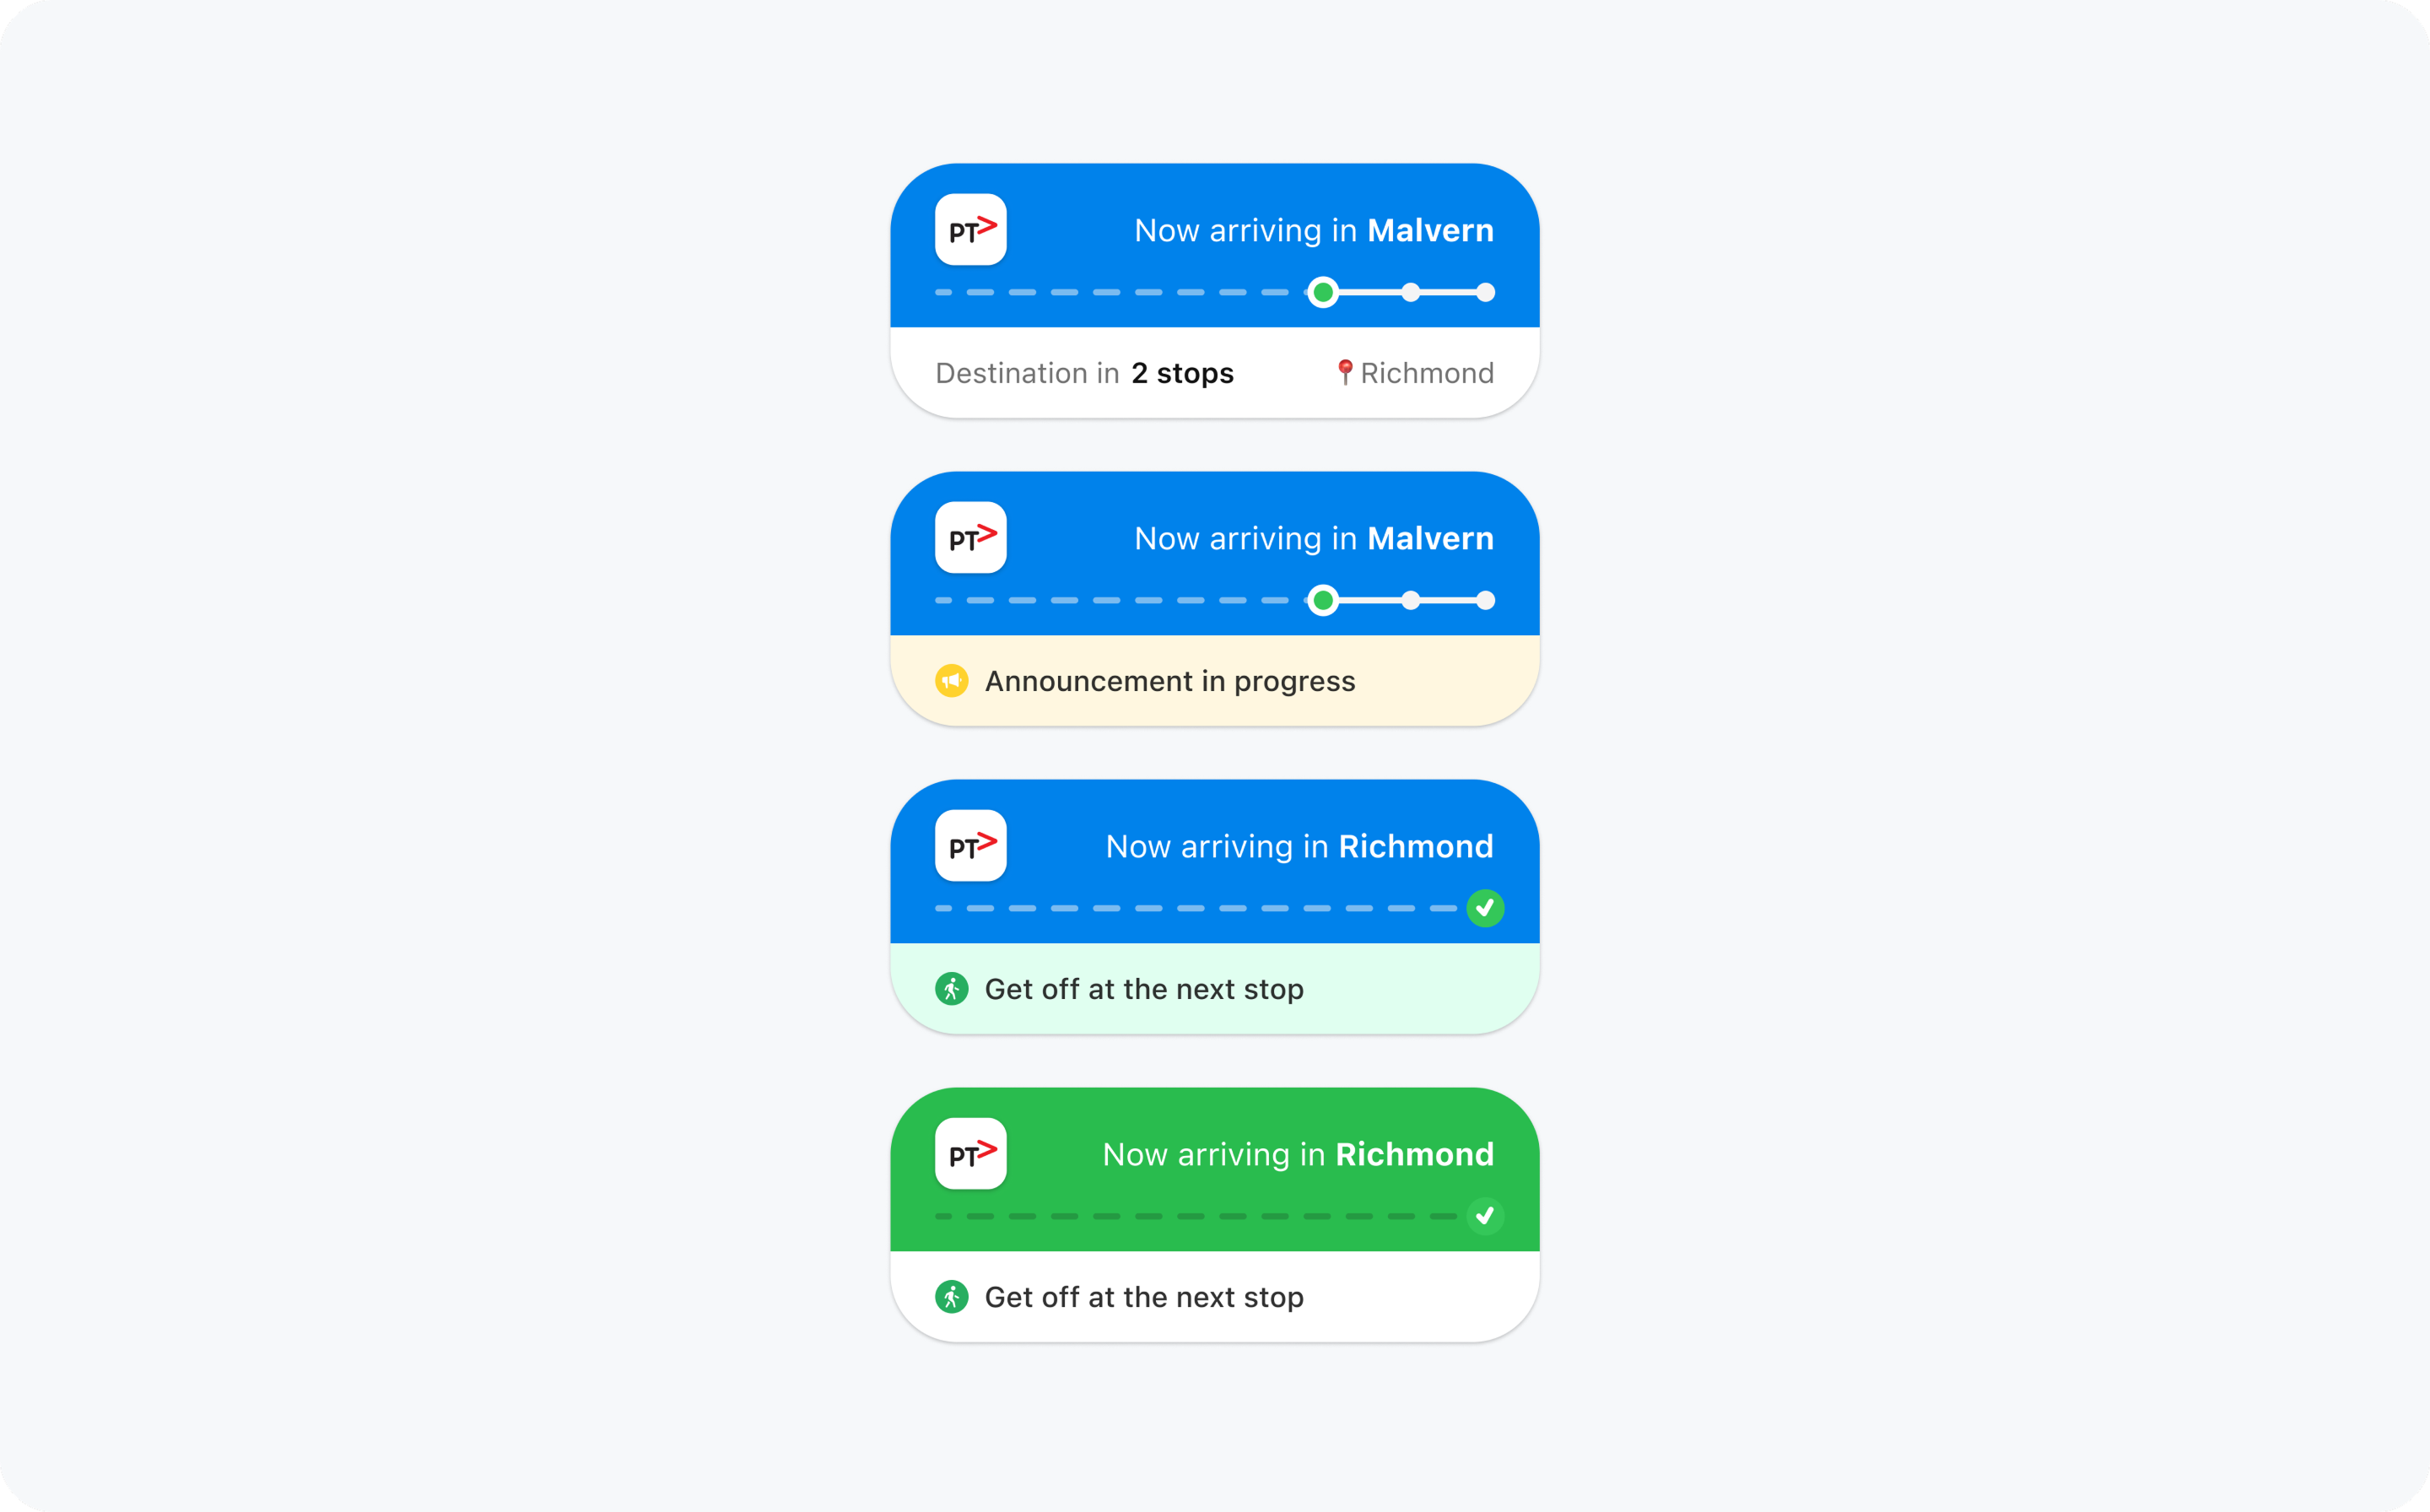 PT>
Now arriving in Malvern
Destination in 2 stops
📍Richmond
PT>
Now arriving in Malvern
Announcement in progress
PT>
Now arriving in Richmond
Get off at the next stop
PT>
Now arriving in Richmond
Get off at the next stop